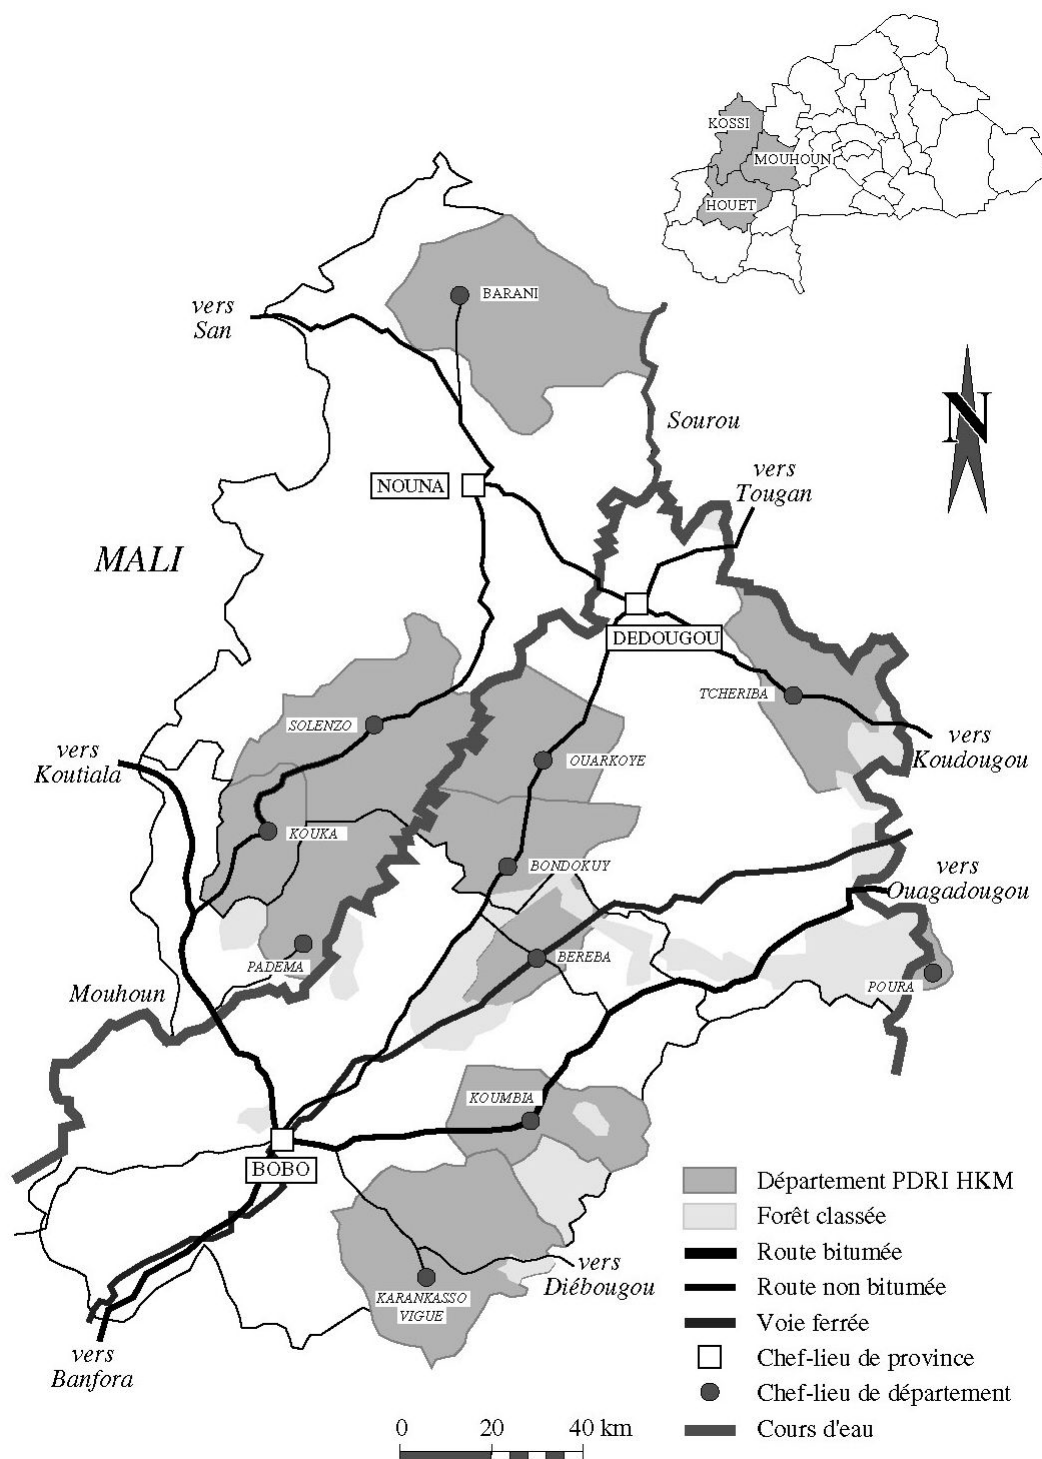 KOSSI
MOUHOUN
HOUET
BARANI
vers
San
Sourou
N
NOUNA
vers
Tougan
MALI
DEDOUGOU
TCHERIBA
SOLENZO
vers
Koutiala
OUARKOYE
vers
Koudougou
KOUKA
BONDOKUY
vers
Ouagadougou
BEREBA
PADEMA
POURA
Mouhoun
KOUMBIA
BOBO
vers
Diébougou
KARANKASSO
VIGUE
vers
Banfora
Département PDRI HKM
Forêt classée
Route bitumée
Route non bitumée
Voie ferrée
Chef-lieu de province
Chef-lieu de département
Cours d'eau
0 20 40 km